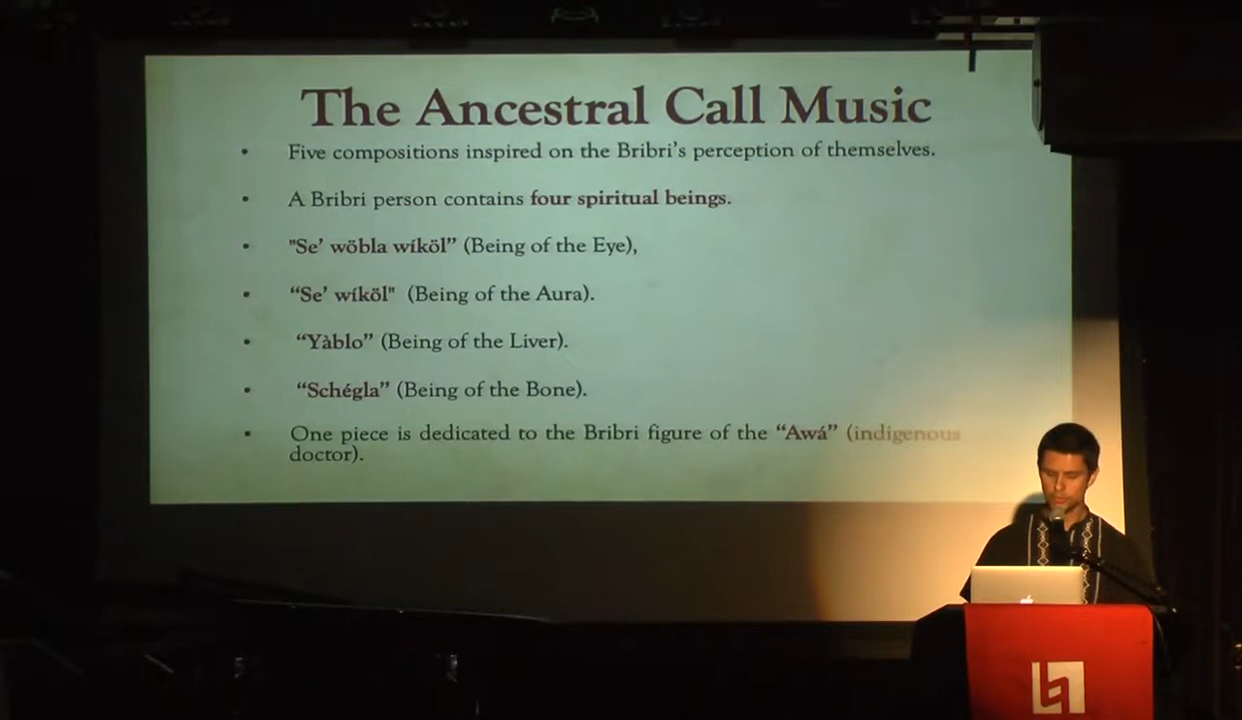 The Ancestral Call Music
• Five compositions inspired on the Bribri’s perception of themselves.
• A Bribri person contains four spiritual beings.
• "Se’ wöbla wíköl” (Being of the Eye),
• “Se’ wíköl" (Being of the Aura).
• “Yàblo” (Being of the Liver).
• “Schégla” (Being of the Bone).
• One piece is dedicated to the Bribri figure of the “Awá” (indigenous
doctor).